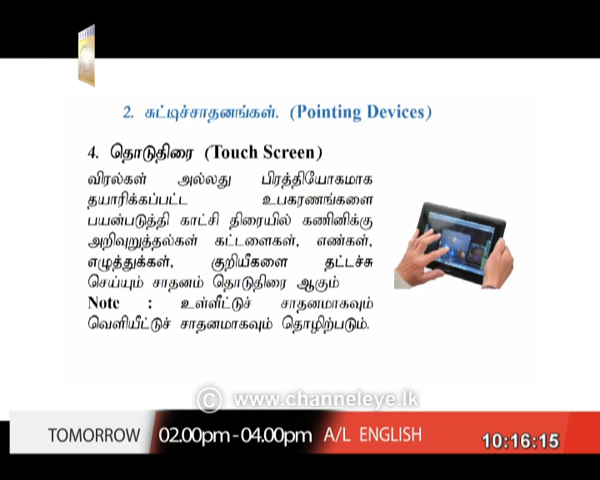 2. சுட்டிச்சாதனங்கள். (Pointing Devices)
4. தொடுதிரை (Touch Screen)
விரல்கள் அல்லது பிரத்தியோகமாக
தயாரிக்கப்பட்ட உபகரணங்களை
பயன்படுத்தி காட்சி திரையில் கணினிக்கு
அறிவுறுத்தல்கள் கட்டளைகள், எண்கள்,
எழுத்துக்கள், குறியீகளை தட்டச்சு
செய்யும் சாதனம் தொடுதிரை ஆகும்
Note : உள்ளீட்டுச் சாதனமாகவும்
வெளியீட்டுச் சாதனமாகவும் தொழிற்படும்.
© www.channeleye.lk
TOMORROW 02.00pm - 04.00pm A/L ENGLISH 10:16:15